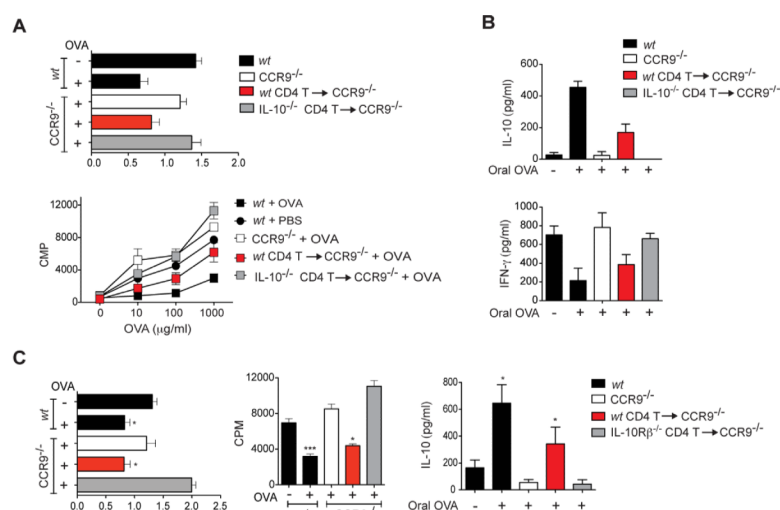 A
OVA
wt
-
+
CCR9-/-
+
+
+
0.0 0.5 1.0 1.5 2.0
wt
CCR9-/-
wt CD4 T→CCR9-/-
IL-10-/- CD4 T→CCR9-/-
CMP
12000
8000
4000
0
0 10 100 1000
OVA (μg/ml)
wt + OVA
wt + PBS
CCR9-/- + OVA
wt CD4 T→CCR9-/- + OVA
IL-10-/- CD4 T→CCR9-/- + OVA
B
IL-10 (pg/ml)
600
400
200
0
Oral OVA - + + + +
wt
CCR9-/-
wt CD4 T→CCR9-/-
IL-10-/- CD4 T→CCR9-/-
IFN-γ (pg/ml)
1000
800
600
400
200
0
Oral OVA - + + + +
C
OVA
wt
-
+ *
CCR9-/-
+
+ *
+
0.0 0.5 1.0 1.5 2.0 2.5
CPM
12000
8000
4000
0
*** *
OVA - + + + +
IL-10 (pg/ml)
800
600
400
200
0
* *
Oral OVA - + + + +
wt
CCR9-/-
wt CD4 T→CCR9-/-
IL-10Rβ-/- CD4 T→CCR9-/-